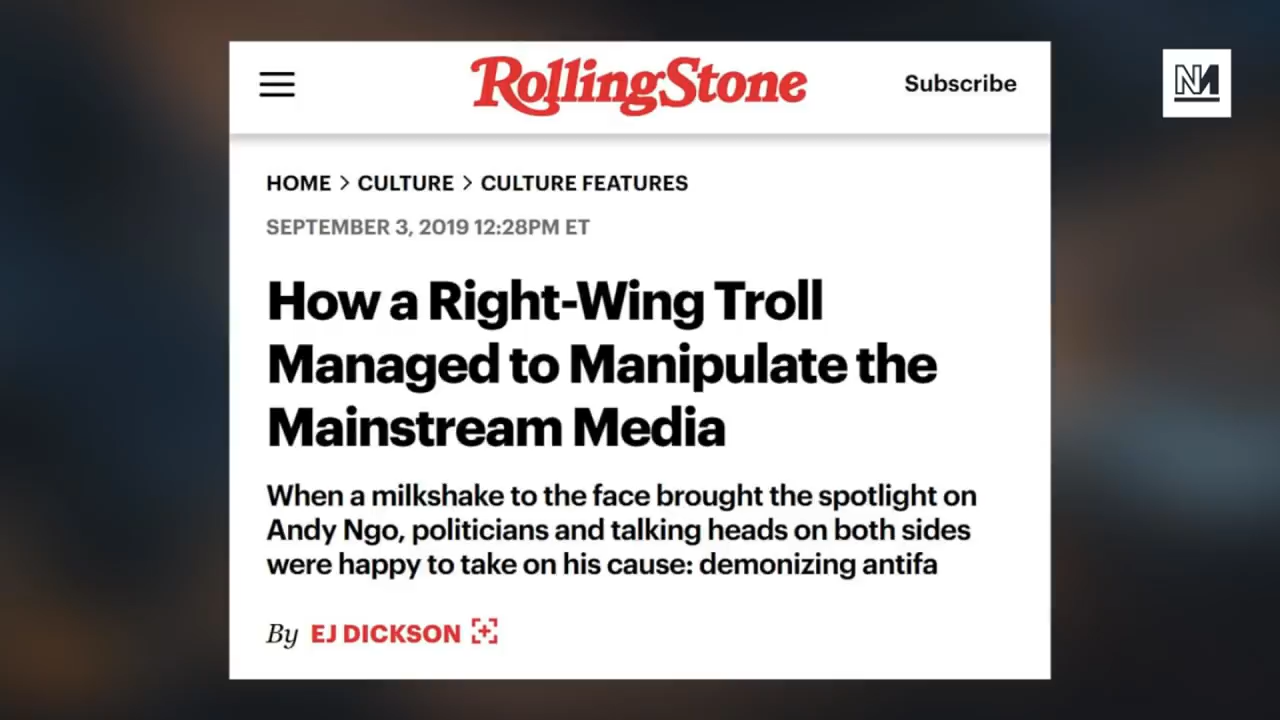 RollingStone
Subscribe
NM
HOME > CULTURE > CULTURE FEATURES
SEPTEMBER 3, 2019 12:28PM ET
How a Right-Wing Troll
Managed to Manipulate the
Mainstream Media
When a milkshake to the face brought the spotlight on
Andy Ngo, politicians and talking heads on both sides
were happy to take on his cause: demonizing antifa
By EJ DICKSON